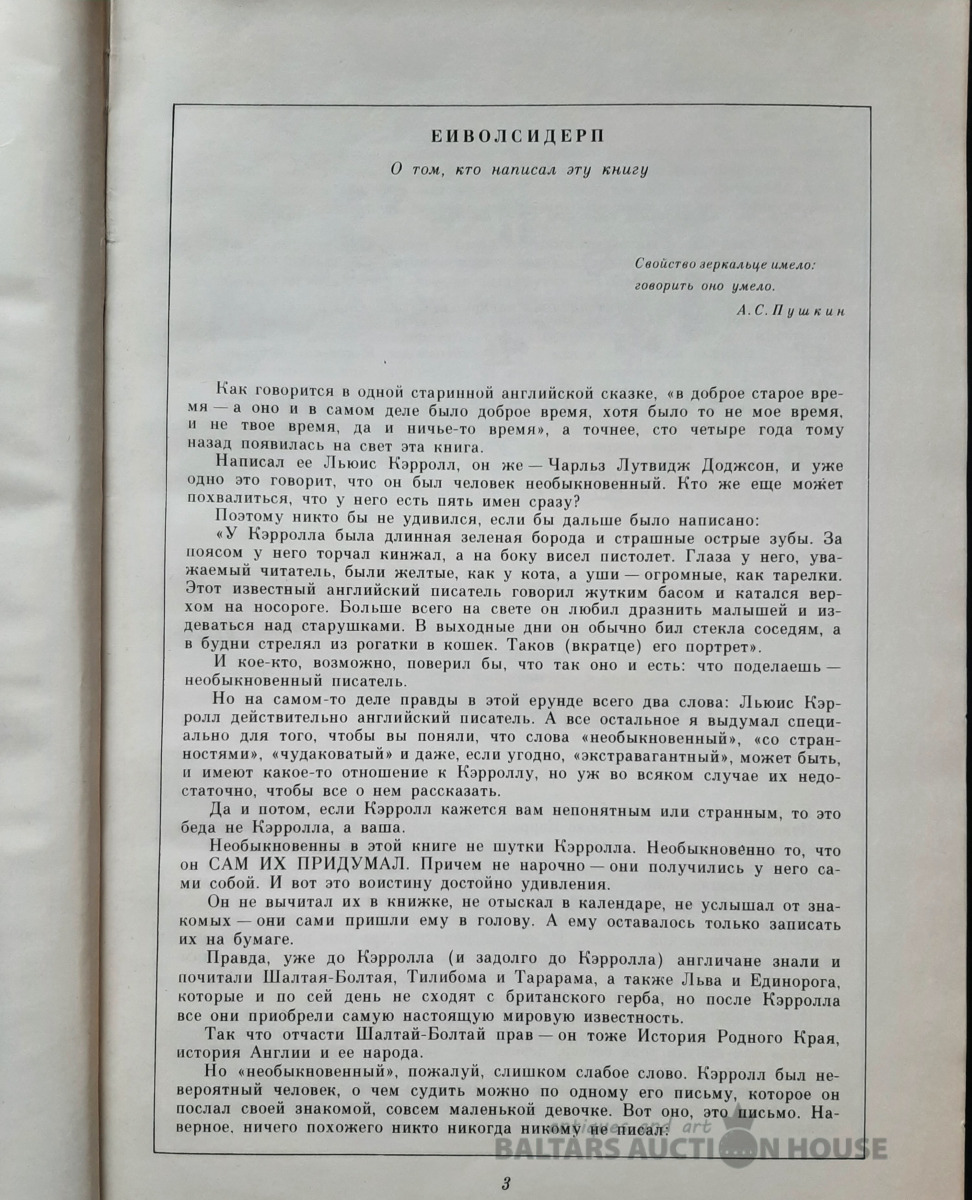 ЕИВОЛСИДЕРП
О том, кто написал эту книгу
Свойство зеркальце имело:
говорить оно умело.
А. С. Пушкин
Как говорится в одной старинной английской сказке, «в доброе старое вре-
мя — а оно и в самом деле было доброе время, хотя было то не мое время,
и не твое время, да и ничье-то время», а точнее, сто четыре года тому
назад появилась на свет эта книга.
Написал ее Льюис Кэрролл, он же — Чарльз Лутвидж Доджсон, и уже
одно это говорит, что он был человек необыкновенный. Кто же еще может
похвалиться, что у него есть пять имен сразу?
Поэтому никто бы не удивился, если бы дальше было написано:
«У Кэрролла была длинная зеленая борода и страшные острые зубы. За
поясом у него торчал кинжал, а на боку висел пистолет. Глаза у него, ува-
жаемый читатель, были желтые, как у кота, а уши — огромные, как тарелки.
Этот известный английский писатель говорил жутким басом и катался вер-
хом на носороге. Больше всего на свете он любил дразнить малышей и из-
деваться над старушками. В выходные дни он обычно бил стекла соседям, а
в будни стрелял из рогатки в кошек. Таков (вкратце) его портрет».
И кое-кто, возможно, поверил бы, что так оно и есть: что поделаешь —
необыкновенный писатель.
Но на самом-то деле правды в этой ерунде всего два слова: Льюис Кэр-
ролл действительно английский писатель. А все остальное я выдумал специ-
ально для того, чтобы вы поняли, что слова «необыкновенный», «со стран-
ностями», «чудаковатый» и даже, если угодно, «экстравагантный», может быть,
и имеют какое-то отношение к Кэрроллу, но уж во всяком случае их недо-
статочно, чтобы все о нем рассказать.
Да и потом, если Кэрролл кажется вам непонятным или странным, то это
беда не Кэрролла, а ваша.
Необыкновенны в этой книге не шутки Кэрролла. Необыкновенно то, что
он САМ ИХ ПРИДУМАЛ. Причем не нарочно — они получились у него са-
ми собой. И вот это воистину достойно удивления.
Он не вычитал их в книжке, не отыскал в календаре, не услышал от зна-
комых — они сами пришли ему в голову. А ему оставалось только записать
их на бумаге.
Правда, уже до Кэрролла (и задолго до Кэрролла) англичане знали и
почитали Шалтая-Болтая, Тилибома и Тарарама, а также Льва и Единорога,
которые и по сей день не сходят с британского герба, но после Кэрролла
все они приобрели самую настоящую мировую известность.
Так что отчасти Шалтай-Болтай прав — он тоже История Родного Края,
история Англии и ее народа.
Но «необыкновенный», пожалуй, слишком слабое слово. Кэрролл был не-
вероятный человек, о чем судить можно по одному его письму, которое он
послал своей знакомой, совсем маленькой девочке. Вот оно, это письмо. На-
верное, ничего похожего никто никогда никому не писал:
antiques and art
BALTARS AUCTION HOUSE
3